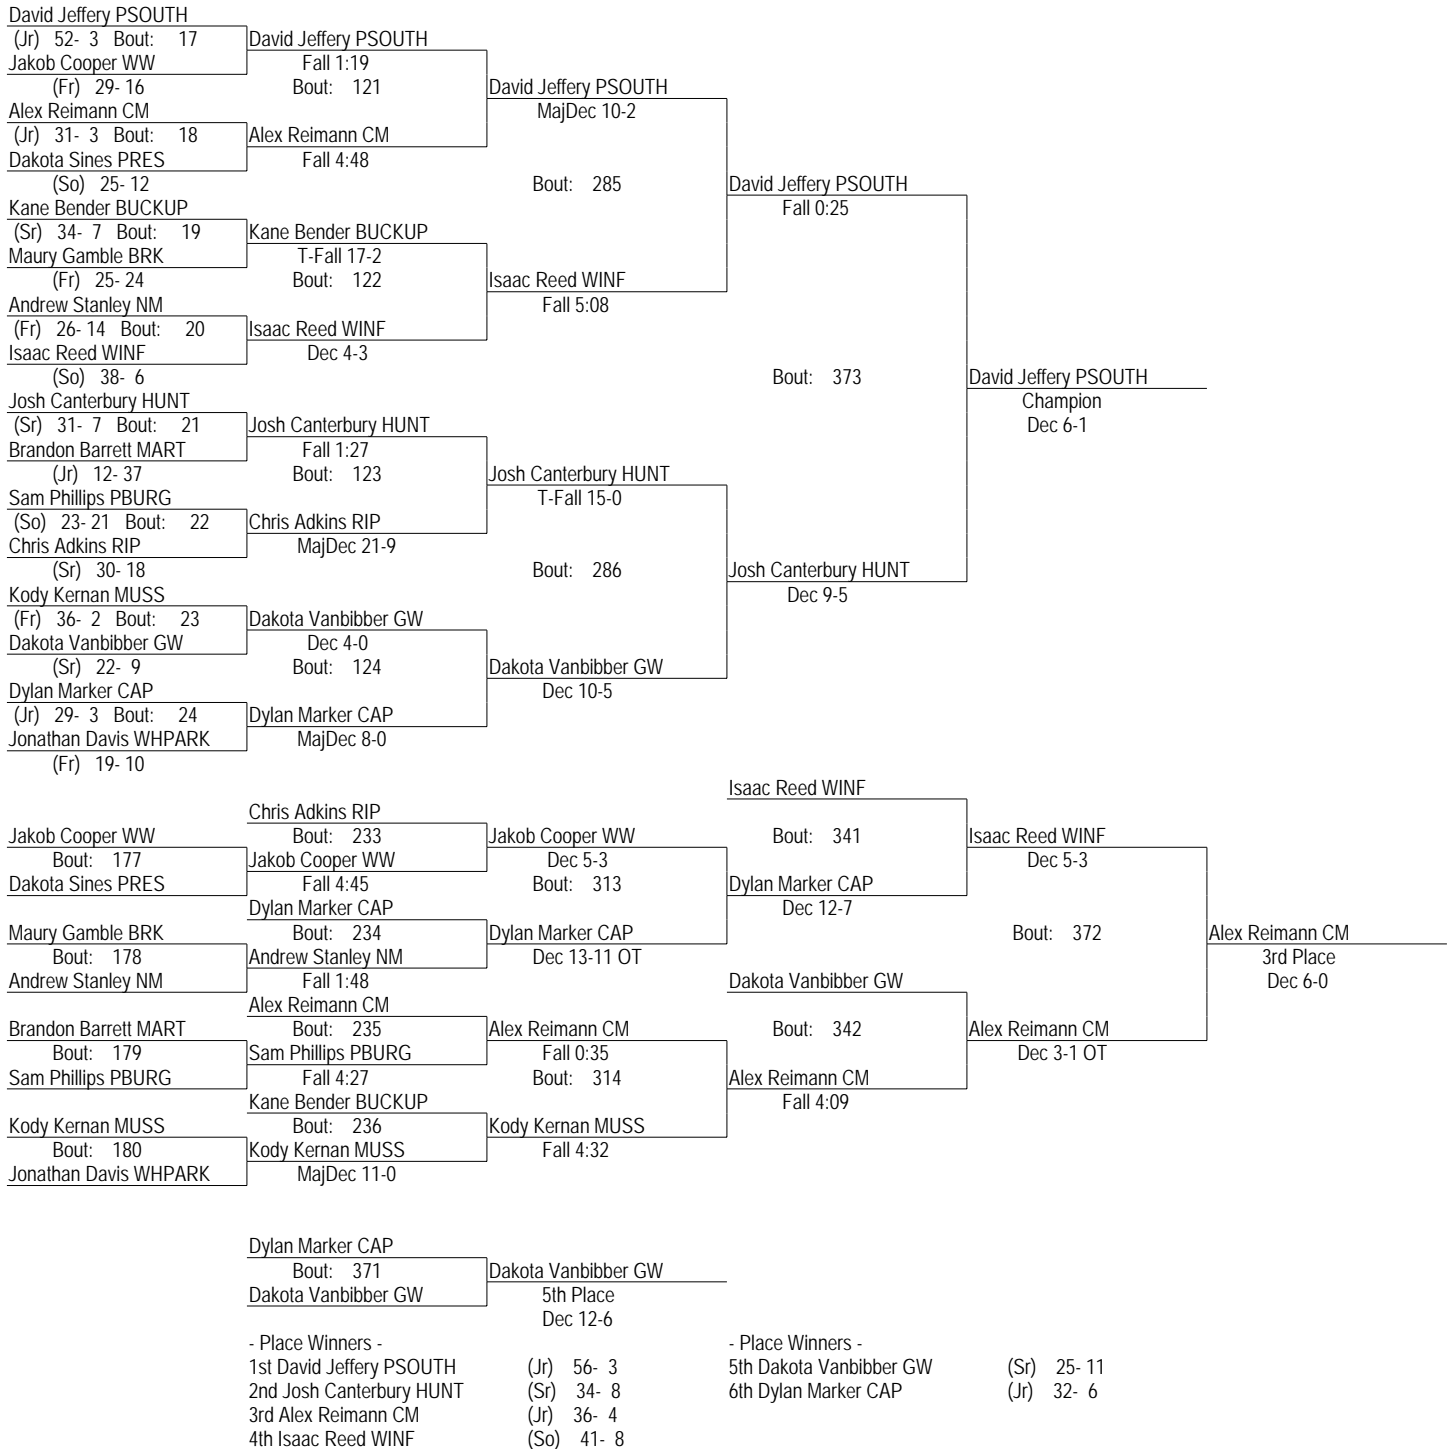 David Jeffery PSOUTH
(Jr) 52- 3 Bout: 17 David Jeffery PSOUTH
Jakob Cooper WW Fall 1:19
(Fr) 29- 16 Bout: 121 David Jeffery PSOUTH
Alex Reimann CM MajDec 10-2
(Jr) 31- 3 Bout: 18 Alex Reimann CM
Dakota Sines PRES Fall 4:48
(So) 25- 12 Bout: 285 David Jeffery PSOUTH
Kane Bender BUCKUP Fall 0:25
(Sr) 34- 7 Bout: 19 Kane Bender BUCKUP
Maury Gamble BRK T-Fall 17-2
(Fr) 25- 24 Bout: 122 Isaac Reed WINF
Andrew Stanley NM Fall 5:08
(Fr) 26- 14 Bout: 20 Isaac Reed WINF
Isaac Reed WINF Dec 4-3
(So) 38- 6 Bout: 373 David Jeffery PSOUTH
Josh Canterbury HUNT Champion
(Sr) 31- 7 Bout: 21 Josh Canterbury HUNT Dec 6-1
Brandon Barrett MART Fall 1:27
(Jr) 12- 37 Bout: 123 Josh Canterbury HUNT
Sam Phillips PBURG T-Fall 15-0
(So) 23- 21 Bout: 22 Chris Adkins RIP
Chris Adkins RIP MajDec 21-9
(Sr) 30- 18 Bout: 286 Josh Canterbury HUNT
Kody Kernan MUSS Dec 9-5
(Fr) 36- 2 Bout: 23 Dakota Vanbibber GW
Dakota Vanbibber GW Dec 4-0
(Sr) 22- 9 Bout: 124 Dakota Vanbibber GW
Dylan Marker CAP Dec 10-5
(Jr) 29- 3 Bout: 24 Dylan Marker CAP
Jonathan Davis WHPARK MajDec 8-0
(Fr) 19- 10
Isaac Reed WINF
Chris Adkins RIP
Jakob Cooper WW Bout: 233 Jakob Cooper WW Bout: 341 Isaac Reed WINF
Bout: 177 Jakob Cooper WW Dec 5-3 Dec 5-3
Dakota Sines PRES Fall 4:45 Bout: 313 Dylan Marker CAP
Dylan Marker CAP Dec 12-7
Maury Gamble BRK Bout: 234 Dylan Marker CAP Bout: 372 Alex Reimann CM
Bout: 178 Andrew Stanley NM Dec 13-11 OT 3rd Place
Andrew Stanley NM Fall 1:48 Dakota Vanbibber GW Dec 6-0
Alex Reimann CM
Brandon Barrett MART Bout: 235 Alex Reimann CM Bout: 342 Alex Reimann CM
Bout: 179 Sam Phillips PBURG Fall 0:35 Dec 3-1 OT
Sam Phillips PBURG Fall 4:27 Bout: 314 Alex Reimann CM
Kane Bender BUCKUP Fall 4:09
Kody Kernan MUSS Bout: 236 Kody Kernan MUSS
Bout: 180 Kody Kernan MUSS Fall 4:32
Jonathan Davis WHPARK MajDec 11-0
Dylan Marker CAP
Bout: 371 Dakota Vanbibber GW
Dakota Vanbibber GW 5th Place
Dec 12-6
- Place Winners - - Place Winners -
1st David Jeffery PSOUTH (Jr) 56- 3 5th Dakota Vanbibber GW (Sr) 25- 11
2nd Josh Canterbury HUNT (Sr) 34- 8 6th Dylan Marker CAP (Jr) 32- 6
3rd Alex Reimann CM (Jr) 36- 4
4th Isaac Reed WINF (So) 41- 8